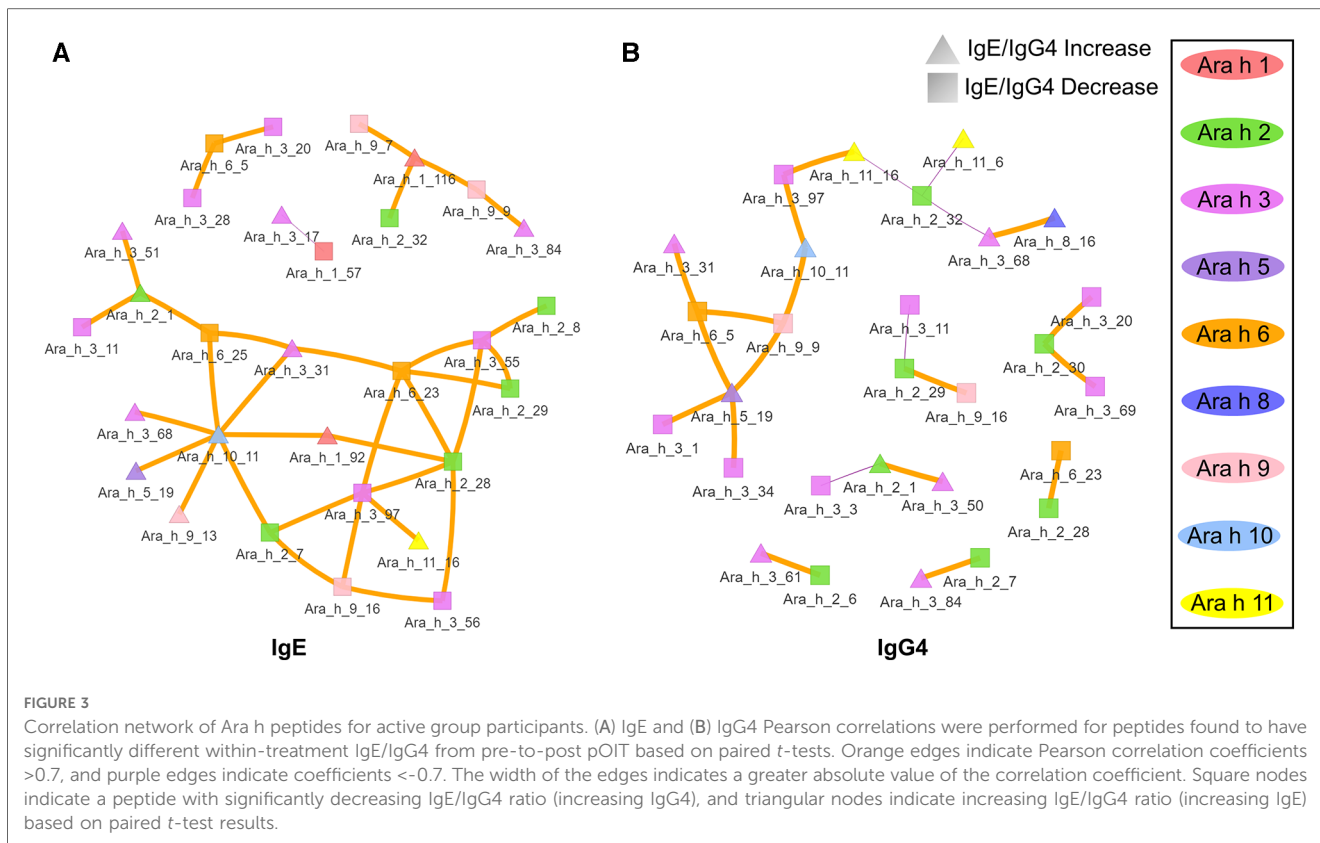 A
B
IgE/IgG4 Increase
IgE/IgG4 Decrease
Ara h 1
Ara h 2
Ara h 3
Ara h 5
Ara h 6
Ara h 8
Ara h 9
Ara h 10
Ara h 11
Ara_h_3_20
Ara_h_6_5
Ara_h_3_28
Ara_h_9_7
Ara_h_1_116
Ara_h_9_9
Ara_h_2_32
Ara_h_3_84
Ara_h_3_17
Ara_h_1_57
Ara_h_3_51
Ara_h_2_1
Ara_h_3_11
Ara_h_6_25
Ara_h_3_31
Ara_h_2_8
Ara_h_3_55
Ara_h_6_23
Ara_h_2_29
Ara_h_3_68
Ara_h_10_11
Ara_h_1_92
Ara_h_5_19
Ara_h_2_28
Ara_h_9_13
Ara_h_3_97
Ara_h_2_7
Ara_h_11_16
Ara_h_9_16
Ara_h_3_56
IgE
Ara_h_11_16
Ara_h_11_6
Ara_h_3_97
Ara_h_2_32
Ara_h_8_16
Ara_h_3_68
Ara_h_3_31
Ara_h_10_11
Ara_h_6_5
Ara_h_9_9
Ara_h_3_11
Ara_h_3_20
Ara_h_2_30
Ara_h_2_29
Ara_h_3_69
Ara_h_9_16
Ara_h_5_19
Ara_h_3_1
Ara_h_3_34
Ara_h_2_1
Ara_h_3_3
Ara_h_3_50
Ara_h_6_23
Ara_h_2_28
Ara_h_3_61
Ara_h_2_6
Ara_h_2_7
Ara_h_3_84
IgG4
FIGURE 3
Correlation network of Ara h peptides for active group participants. (A) IgE and (B) IgG4 Pearson correlations were performed for peptides found to have
significantly different within-treatment IgE/IgG4 from pre-to-post pOIT based on paired t-tests. Orange edges indicate Pearson correlation coefficients
>0.7, and purple edges indicate coefficients <-0.7. The width of the edges indicates a greater absolute value of the correlation coefficient. Square nodes
indicate a peptide with significantly decreasing IgE/IgG4 ratio (increasing IgG4), and triangular nodes indicate increasing IgE/IgG4 ratio (increasing IgE)
based on paired t-test results.